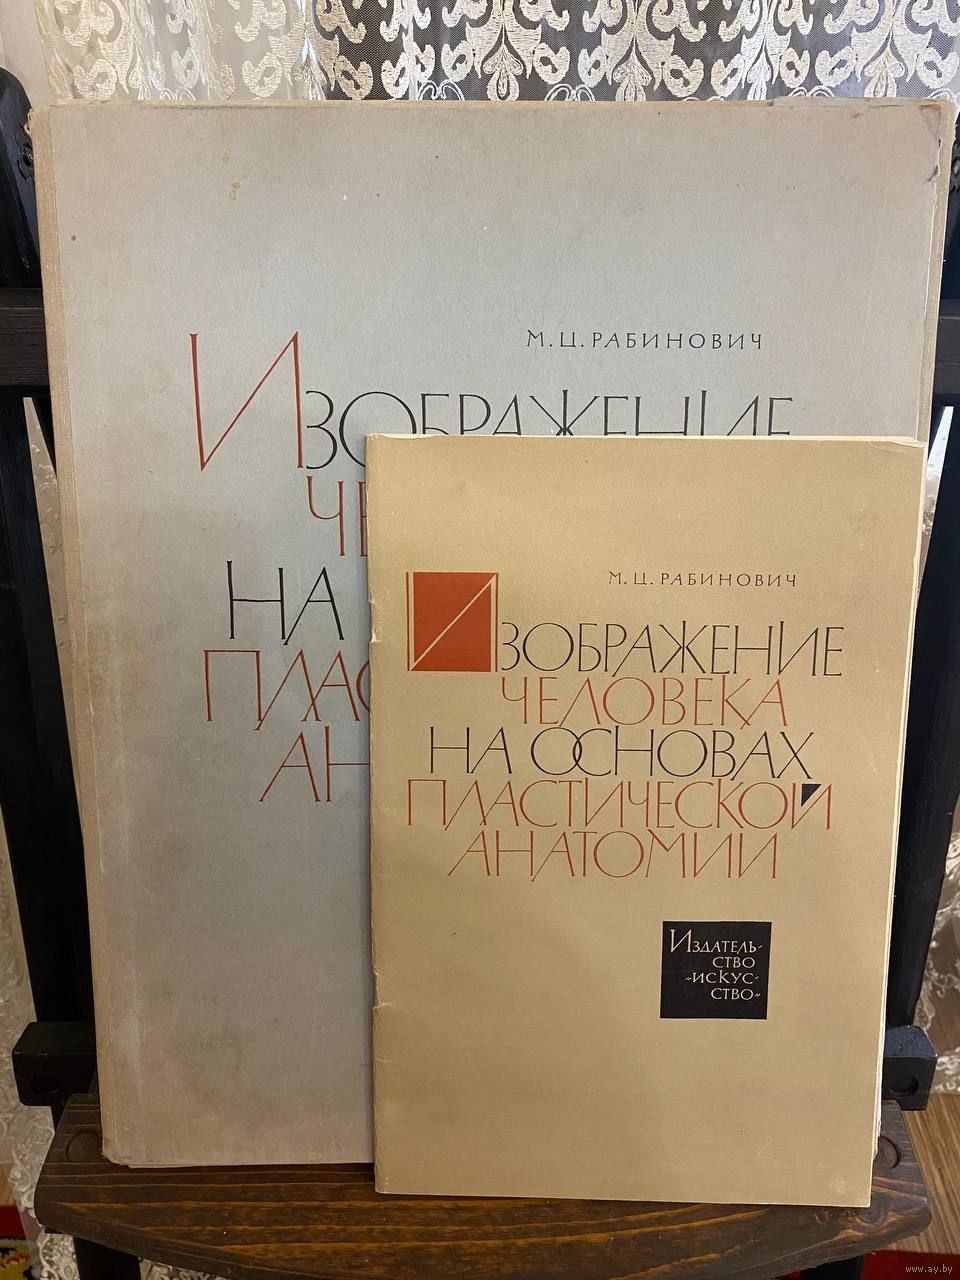 М.Ц.РАБИНОВИЧ
ИЗОБРАЖЕНИЕ
ЧЕ
НА
ПЛАС
АН
М.Ц.РАБИНОВИЧ
ИЗОБРАЖЕНИЕ
ЧЕЛОВЕКА
НА ОСНОВАХ
ПЛАСТИЧЕСКОЙ
АНАТОМИИ
ИЗДАТЕЛЬ-
СТВО
«ИСКУС-
СТВО»
www.ay.by